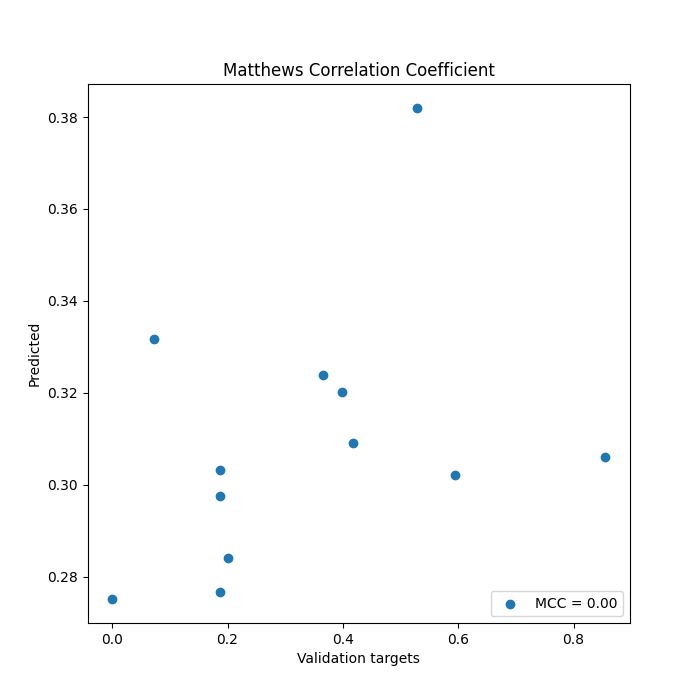 Matthews Correlation Coefficient
0.38
0.36
0.34
0.32
0.30
0.28
Predicted
MCC = 0.00
0.0 0.2 0.4 0.6 0.8
Validation targets